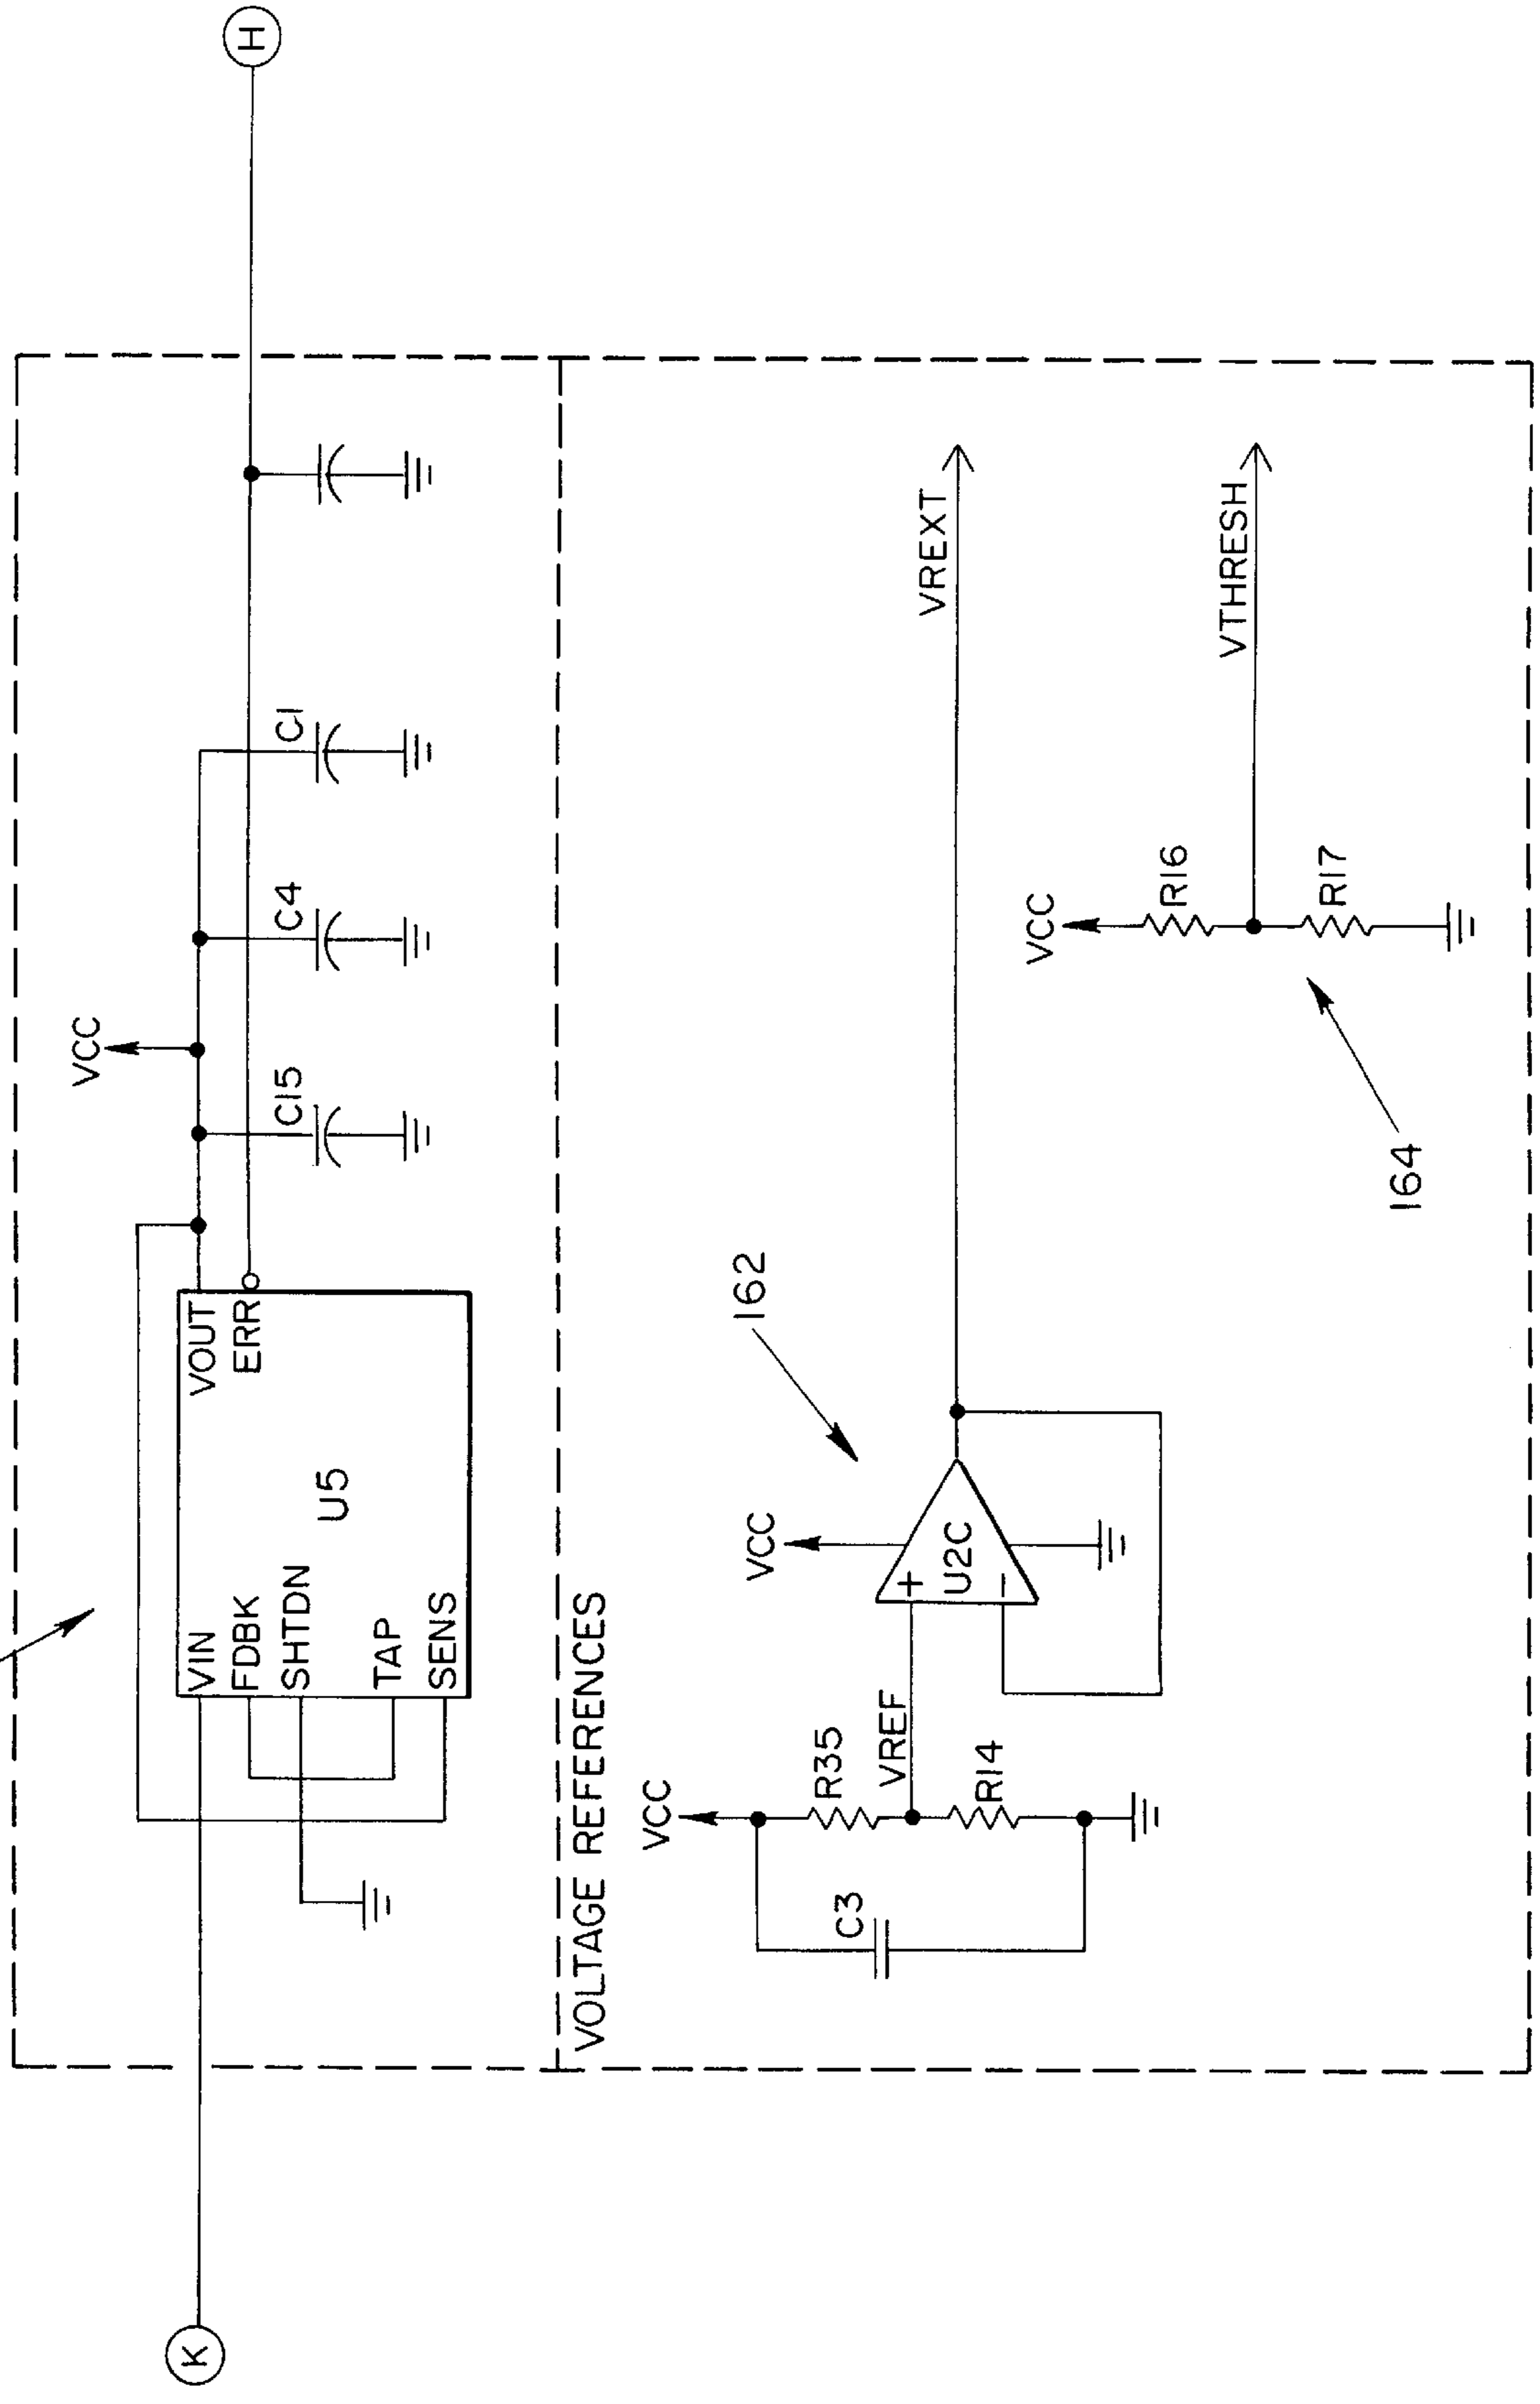 K
H
VCC
VIN
FDBK
SHTDN
TAP
SENS
U5
VOUT
ERR
C15
C4
C1
VOLTAGE REFERENCES
VCC
C3
R35
VREF
R14
VCC
+
U2C
-
162
VREXT
VCC
R16
R17
VTHRESH
164